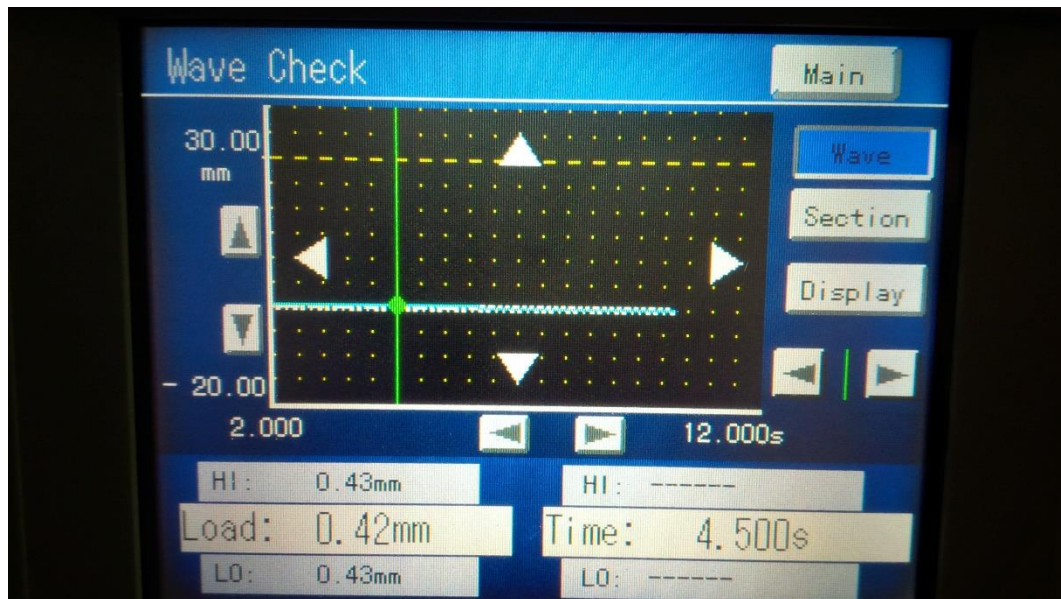 Wave Check
Main
30.00
mm
Wave
Section
Display
- 20.00
2.000
12.000s
HI: 0.43mm
HI: ------
Load: 0.42mm
Time: 4.500s
LO: 0.43mm
LO: ------